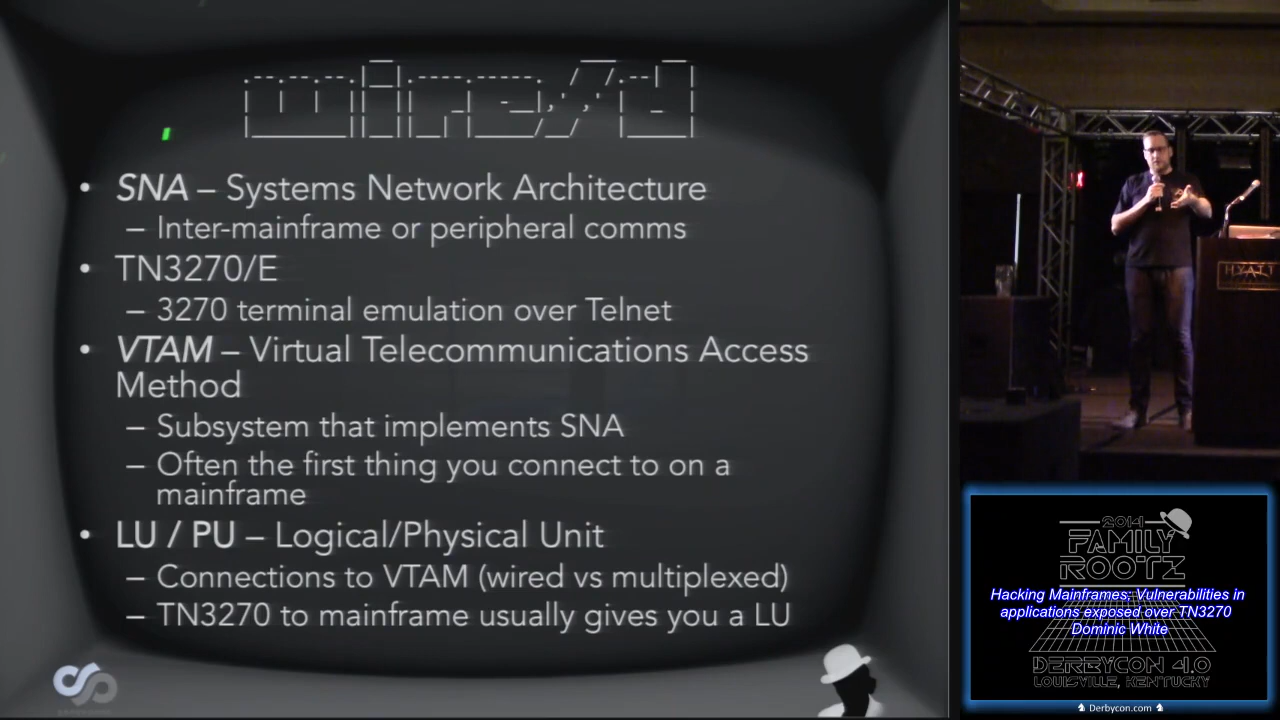 wire/d
• SNA – Systems Network Architecture
– Inter-mainframe or peripheral comms
• TN3270/E
– 3270 terminal emulation over Telnet
• VTAM – Virtual Telecommunications Access
Method
– Subsystem that implements SNA
– Often the first thing you connect to on a
mainframe
• LU / PU – Logical/Physical Unit
– Connections to VTAM (wired vs multiplexed)
– TN3270 to mainframe usually gives you a LU
HYATT
2014
FAMILY
ROOTZ
Hacking Mainframes; Vulnerabilities in
applications exposed over TN3270
Dominic White
DERBYCON 4.0
LOUISVILLE, KENTUCKY
Derbycon.com